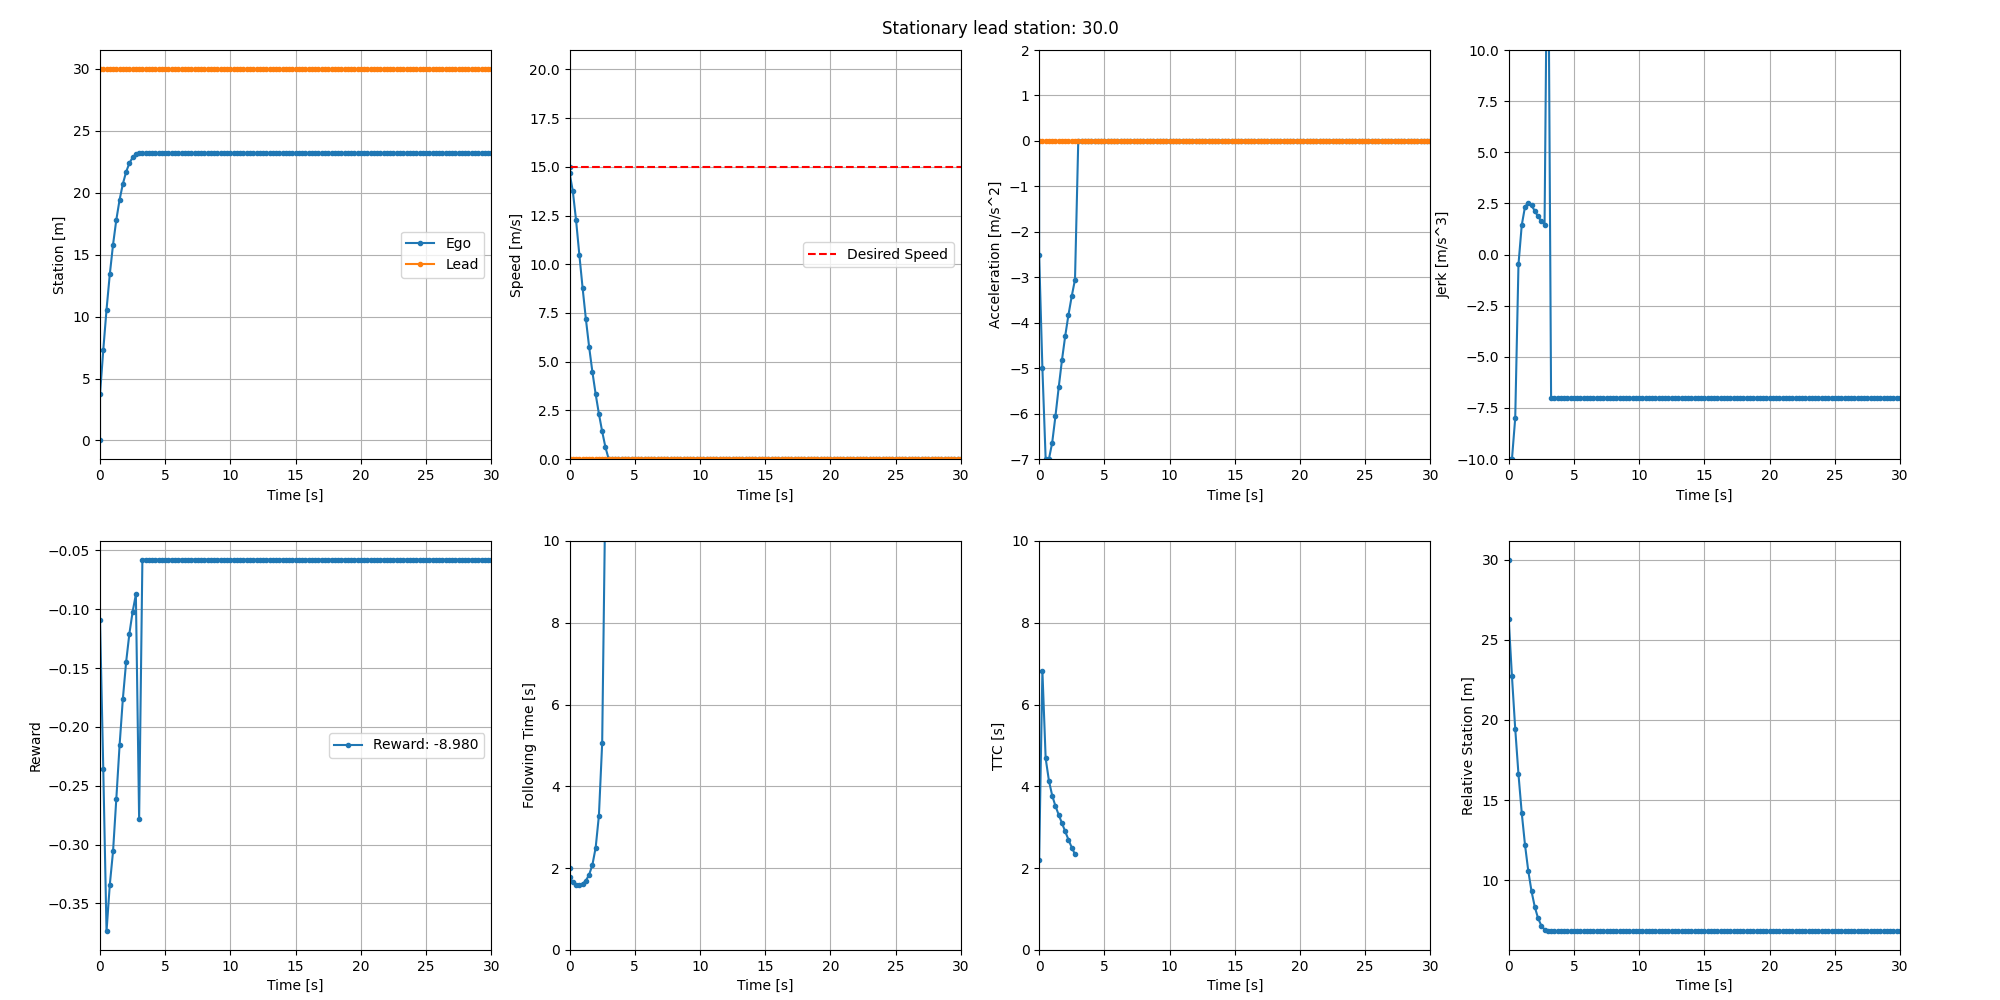 Stationary lead station: 30.0
Station [m]
30
25
20
15
10
5
0
Ego
Lead
0 5 10 15 20 25 30
Time [s]
Speed [m/s]
20.0
17.5
15.0
12.5
10.0
7.5
5.0
2.5
0.0
Desired Speed
0 5 10 15 20 25 30
Time [s]
Acceleration [m/s^2]
2
1
0
−1
−2
−3
−4
−5
−6
−7
0 5 10 15 20 25 30
Time [s]
Jerk [m/s^3]
10.0
7.5
5.0
2.5
0.0
−2.5
−5.0
−7.5
−10.0
0 5 10 15 20 25 30
Time [s]
Reward
−0.05
−0.10
−0.15
−0.20
−0.25
−0.30
−0.35
Reward: -8.980
0 5 10 15 20 25 30
Time [s]
Following Time [s]
10
8
6
4
2
0
0 5 10 15 20 25 30
Time [s]
TTC [s]
10
8
6
4
2
0
0 5 10 15 20 25 30
Time [s]
Relative Station [m]
30
25
20
15
10
0 5 10 15 20 25 30
Time [s]